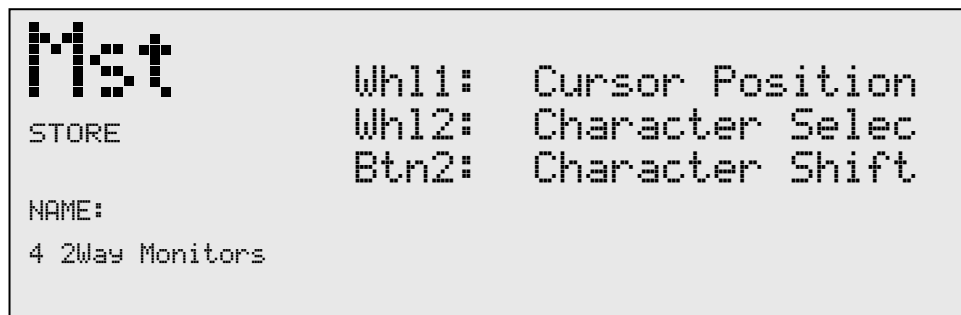 Mst
STORE
Whl1: Cursor Position
Whl2: Character Selec
Btn2: Character Shift
NAME:
4 2Way Monitors